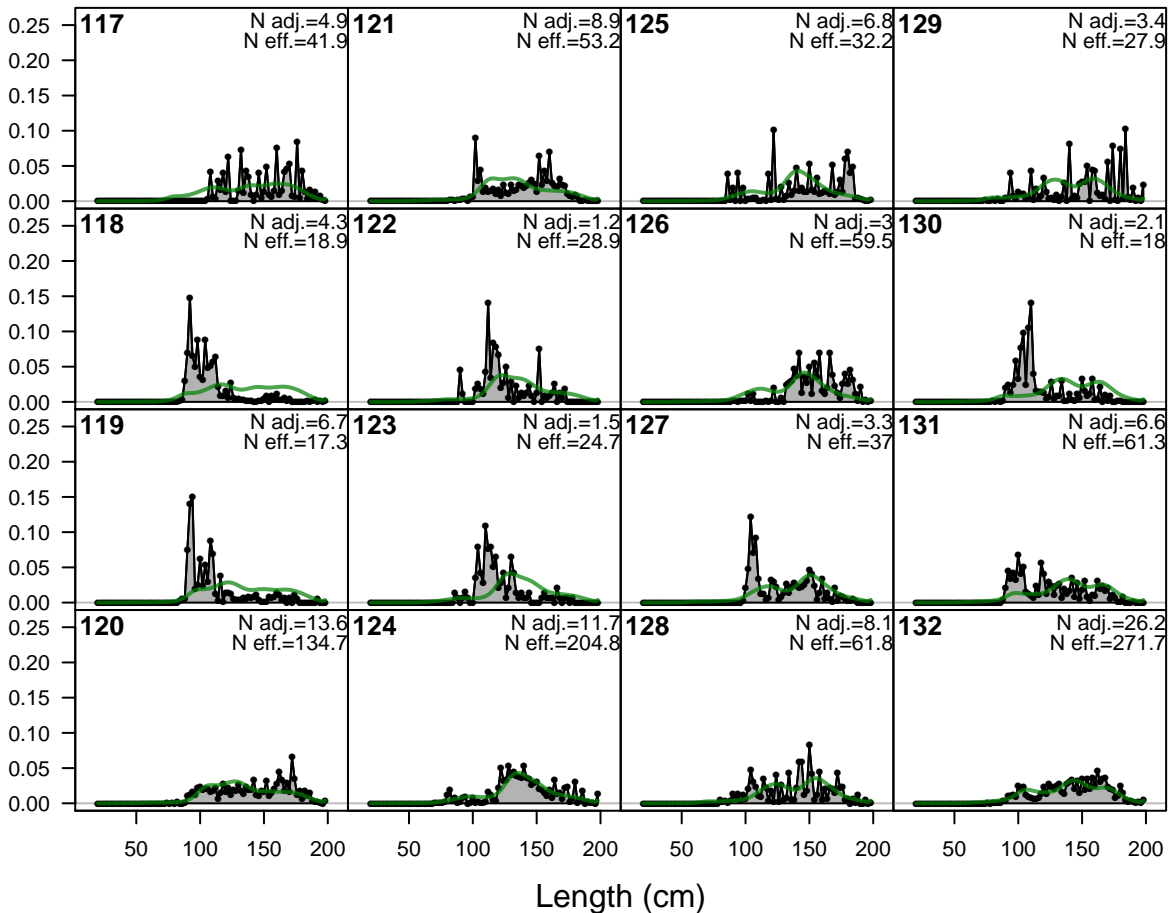 0.25
0.20
0.15
0.10
0.05
0.00
117
N adj.=4.9
N eff.=41.9
121
N adj.=8.9
N eff.=53.2
125
N adj.=6.8
N eff.=32.2
129
N adj.=3.4
N eff.=27.9
0.25
0.20
0.15
0.10
0.05
0.00
118
N adj.=4.3
N eff.=18.9
122
N adj.=1.2
N eff.=28.9
126
N adj.=3
N eff.=59.5
130
N adj.=2.1
N eff.=18
0.25
0.20
0.15
0.10
0.05
0.00
119
N adj.=6.7
N eff.=17.3
123
N adj.=1.5
N eff.=24.7
127
N adj.=3.3
N eff.=37
131
N adj.=6.6
N eff.=61.3
0.25
0.20
0.15
0.10
0.05
0.00
120
N adj.=13.6
N eff.=134.7
124
N adj.=11.7
N eff.=204.8
128
N adj.=8.1
N eff.=61.8
132
N adj.=26.2
N eff.=271.7
50 100 150 200 50 100 150 200 50 100 150 200 50 100 150 200
Length (cm)